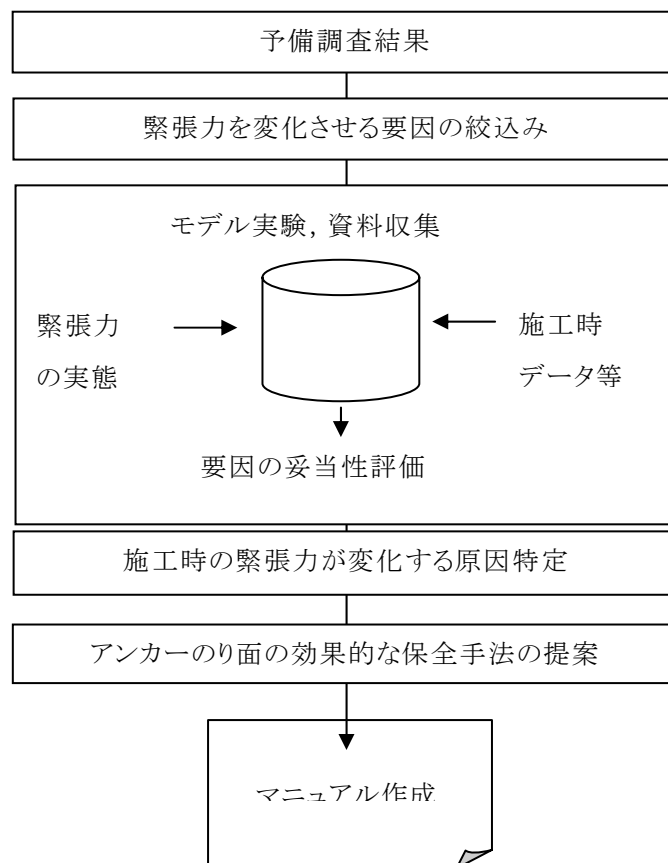 予備調査結果
緊張力を変化させる要因の絞込み
モデル実験, 資料収集
緊張力
の実態
施工時
データ等
要因の妥当性評価
施工時の緊張力が変化する原因特定
アンカーのり面の効果的な保全手法の提案
マニュアル作成